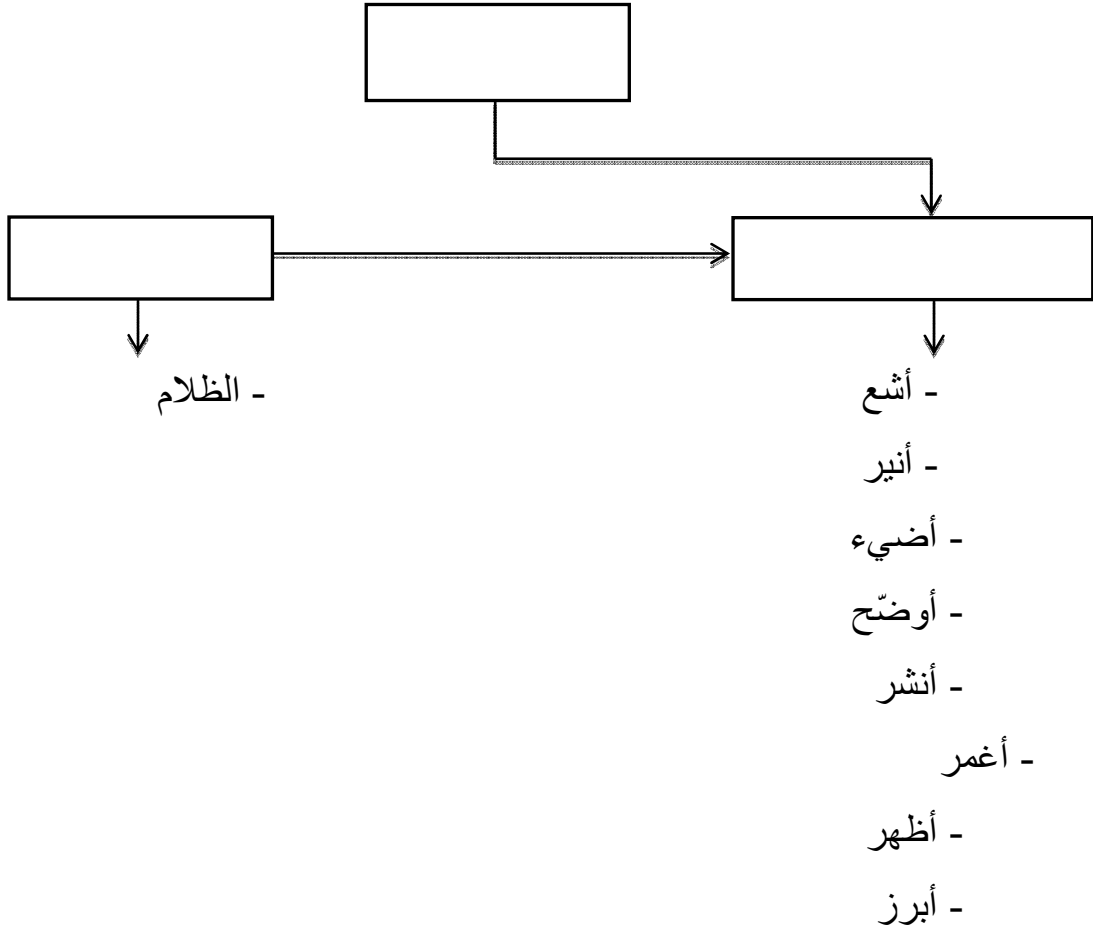 - أشع
- الظلام
- أنير
- أضيء
- أوضّح
- أنشر
- أغمر
- أظهر
- أبرز